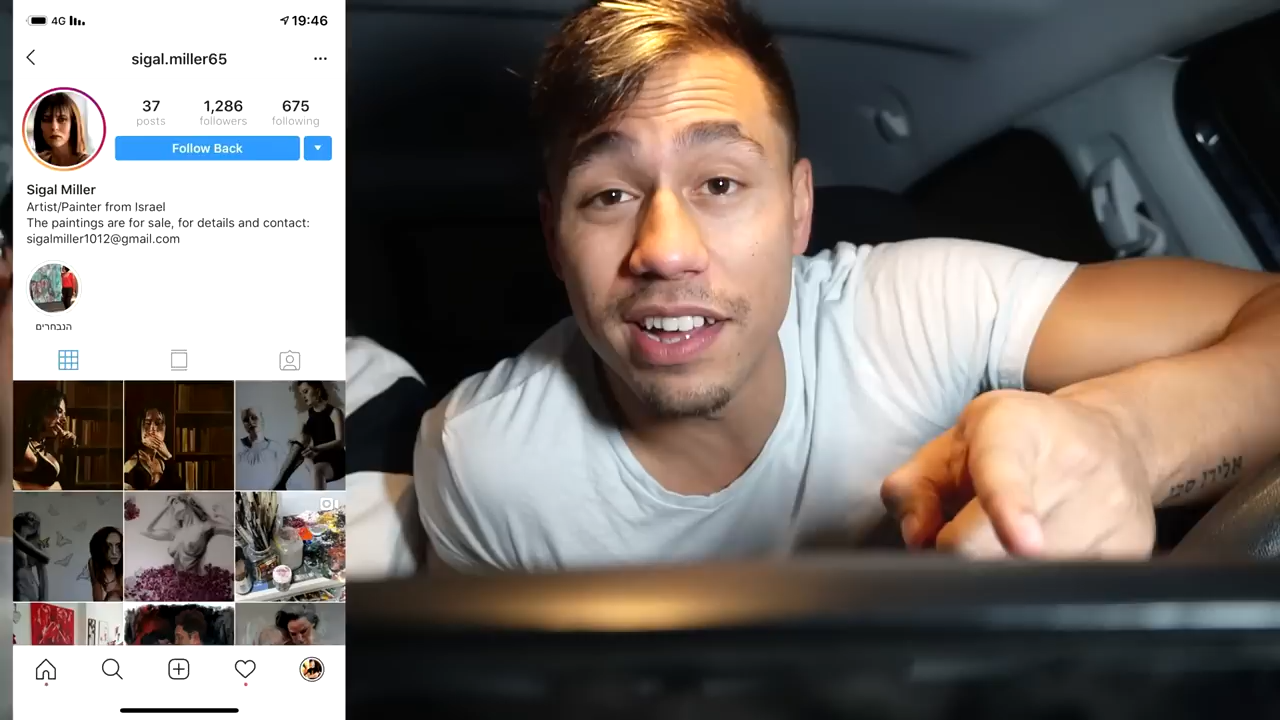 4G
19:46
sigal.miller65
37
1,286
675
posts
followers
following
Follow Back
Sigal Miller
Artist/Painter from Israel
The paintings are for sale, for details and contact:
sigalmiller1012@gmail.com
הנבחרים